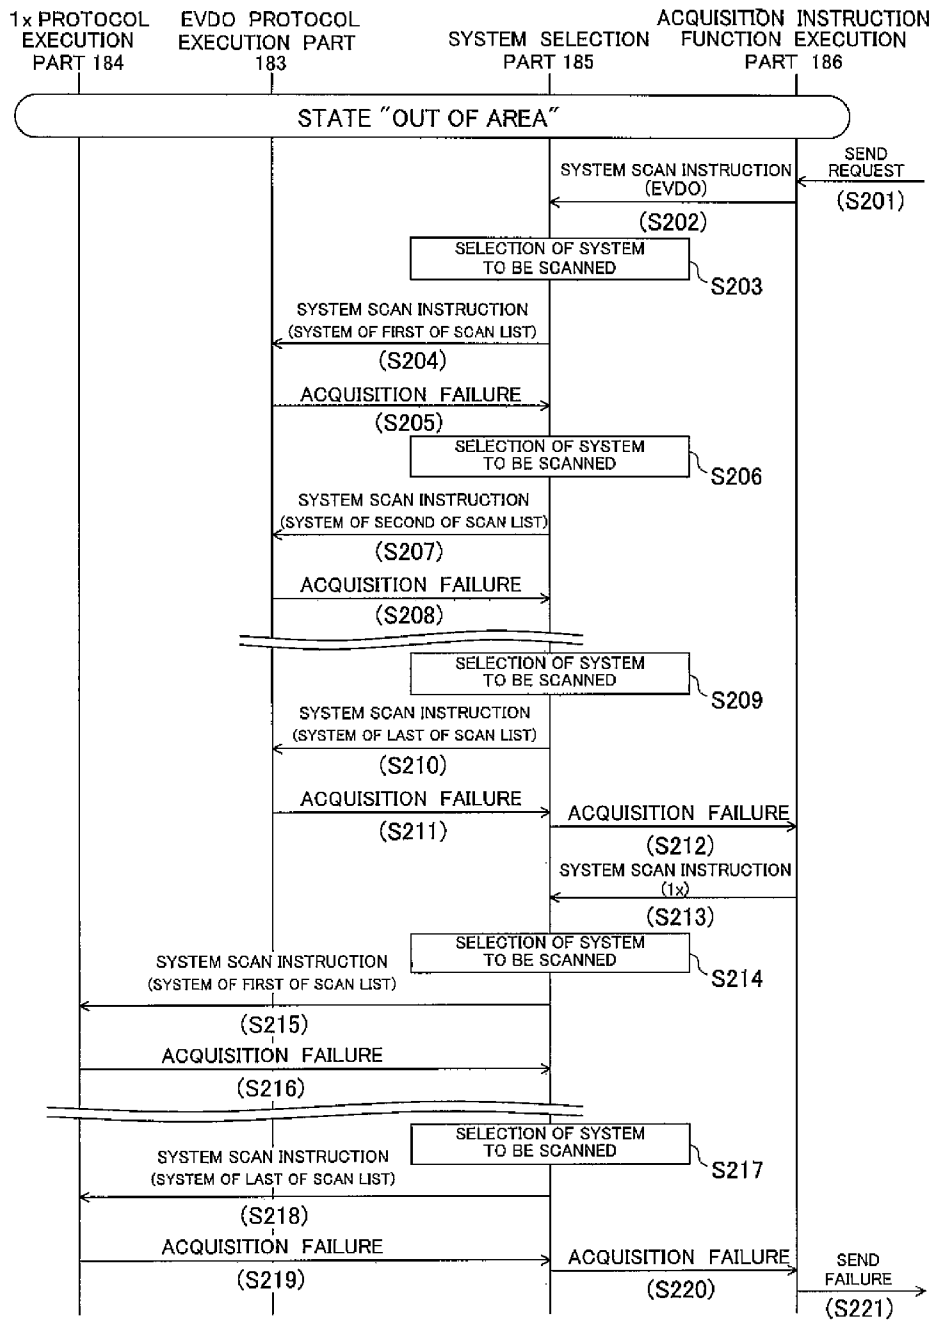 1x PROTOCOL
EXECUTION
PART 184
EVDO PROTOCOL
EXECUTION PART
183
SYSTEM SELECTION
PART 185
ACQUISITION INSTRUCTION
FUNCTION EXECUTION
PART 186
STATE "OUT OF AREA"
SEND
REQUEST
(S201)
SYSTEM SCAN INSTRUCTION
(EVDO)
(S202)
SELECTION OF SYSTEM
TO BE SCANNED
S203
SYSTEM SCAN INSTRUCTION
(SYSTEM OF FIRST OF SCAN LIST)
(S204)
ACQUISITION FAILURE
(S205)
SELECTION OF SYSTEM
TO BE SCANNED
S206
SYSTEM SCAN INSTRUCTION
(SYSTEM OF SECOND OF SCAN LIST)
(S207)
ACQUISITION FAILURE
(S208)
SELECTION OF SYSTEM
TO BE SCANNED
S209
SYSTEM SCAN INSTRUCTION
(SYSTEM OF LAST OF SCAN LIST)
(S210)
ACQUISITION FAILURE
(S211)
ACQUISITION FAILURE
(S212)
SYSTEM SCAN INSTRUCTION
(1x)
(S213)
SELECTION OF SYSTEM
TO BE SCANNED
S214
SYSTEM SCAN INSTRUCTION
(SYSTEM OF FIRST OF SCAN LIST)
(S215)
ACQUISITION FAILURE
(S216)
SELECTION OF SYSTEM
TO BE SCANNED
S217
SYSTEM SCAN INSTRUCTION
(SYSTEM OF LAST OF SCAN LIST)
(S218)
ACQUISITION FAILURE
(S219)
ACQUISITION FAILURE
(S220)
SEND
FAILURE
(S221)